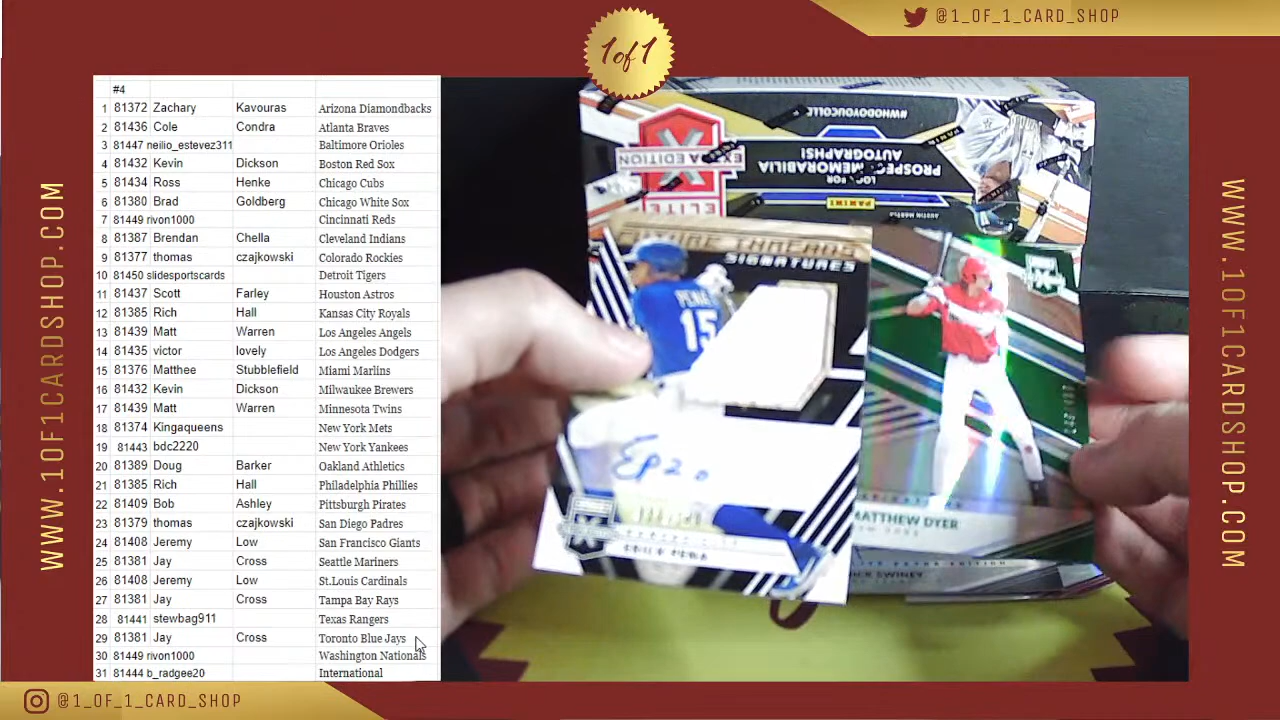 @1_OF_1_CARD_SHOP
1of1
#4
1 81372 Zachary Kavouras Arizona Diamondbacks
2 81436 Cole Condra Atlanta Braves
3 81447 neilio_estevez311 Baltimore Orioles
4 81432 Kevin Dickson Boston Red Sox
5 81434 Ross Henke Chicago Cubs
6 81380 Brad Goldberg Chicago White Sox
7 81449 rivon1000 Cincinnati Reds
8 81387 Brendan Chella Cleveland Indians
9 81377 thomas czajkowski Colorado Rockies
10 81450 slidesportscards Detroit Tigers
11 81437 Scott Farley Houston Astros
12 81385 Rich Hall Kansas City Royals
13 81439 Matt Warren Los Angeles Angels
14 81435 victor lovely Los Angeles Dodgers
15 81376 Matthee Stubblefield Miami Marlins
16 81432 Kevin Dickson Milwaukee Brewers
17 81439 Matt Warren Minnesota Twins
18 81374 Kingaqueens New York Mets
19 81443 bdc2220 New York Yankees
20 81389 Doug Barker Oakland Athletics
21 81385 Rich Hall Philadelphia Phillies
22 81409 Bob Ashley Pittsburgh Pirates
23 81379 thomas czajkowski San Diego Padres
24 81408 Jeremy Low San Francisco Giants
25 81381 Jay Cross Seattle Mariners
26 81408 Jeremy Low St.Louis Cardinals
27 81381 Jay Cross Tampa Bay Rays
28 81441 stewbag911 Texas Rangers
29 81381 Jay Cross Toronto Blue Jays
30 81449 rivon1000 Washington Nationals
31 81444 b_radgee20 International
WWW.1OF1CARDSHOP.COM
#WHODOYOUCOLLE
LOOK FOR
PROSPECT MEMORABILIA
AUTOGRAPHS!
PANINI
EXTRA EDITION
ELITE
FUTURE THREADS
SIGNATURES
15
MATTHEW DYER
WWW.1OF1CARDSHOP.COM
@1_OF_1_CARD_SHOP